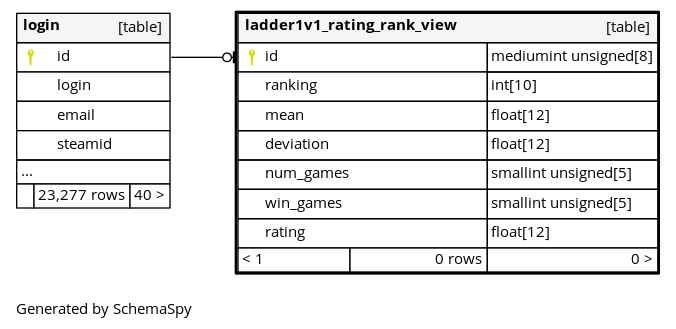 login [table]
id
login
email
steamid
...
23,277 rows 40 >
ladder1v1_rating_rank_view [table]
id mediumint unsigned[8]
ranking int[10]
mean float[12]
deviation float[12]
num_games smallint unsigned[5]
win_games smallint unsigned[5]
rating float[12]
< 1 0 rows 0 >
Generated by SchemaSpy